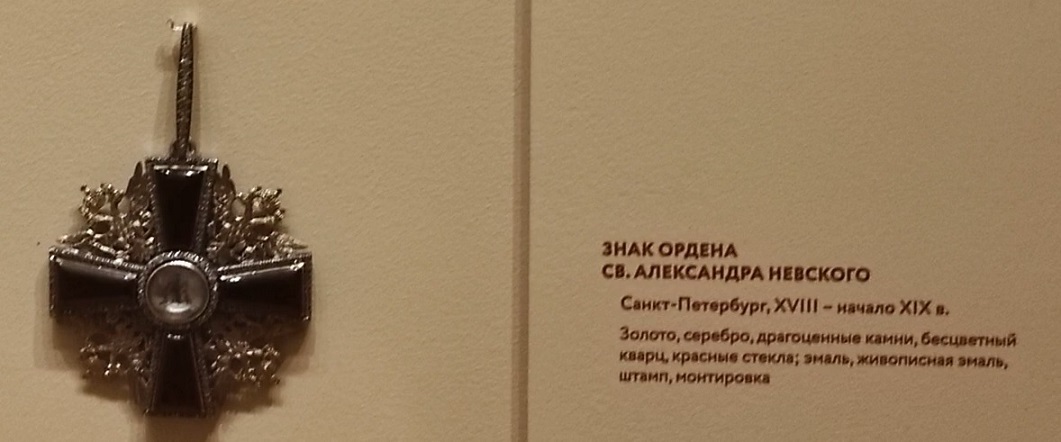 ЗНАК ОРДЕНА
СВ. АЛЕКСАНДРА НЕВСКОГО
Санкт-Петербург, XVIII – начало XIX в.
Золото, серебро, драгоценные камни, бесцветный
кварц, красные стекла; эмаль, живописная эмаль,
штамп, монтировка